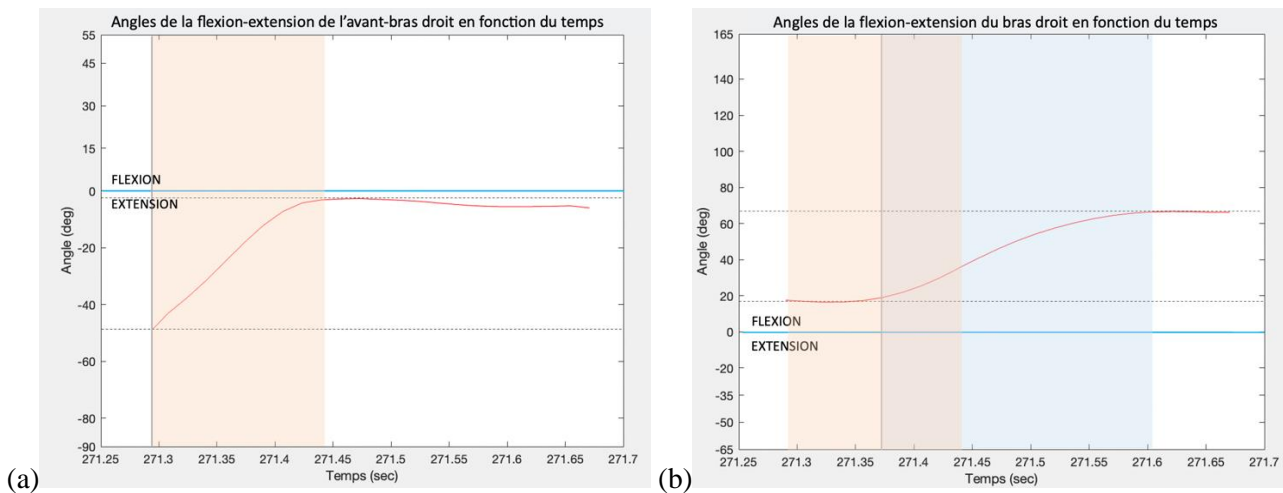 Angles de la flexion-extension de l'avant-bras droit en fonction du temps
55
45
30
15
FLEXION
0
EXTENSION
-20
-40
-60
-80
-90
Angle (deg)
271.25 271.3 271.35 271.4 271.45 271.5 271.55 271.6 271.65 271.7
Temps (sec)
(a)
Angles de la flexion-extension du bras droit en fonction du temps
165
140
120
100
80
60
40
20
FLEXION
0
EXTENSION
-20
-35
-50
-65
Angle (deg)
271.25 271.3 271.35 271.4 271.45 271.5 271.55 271.6 271.65 271.7
Temps (sec)
(b)